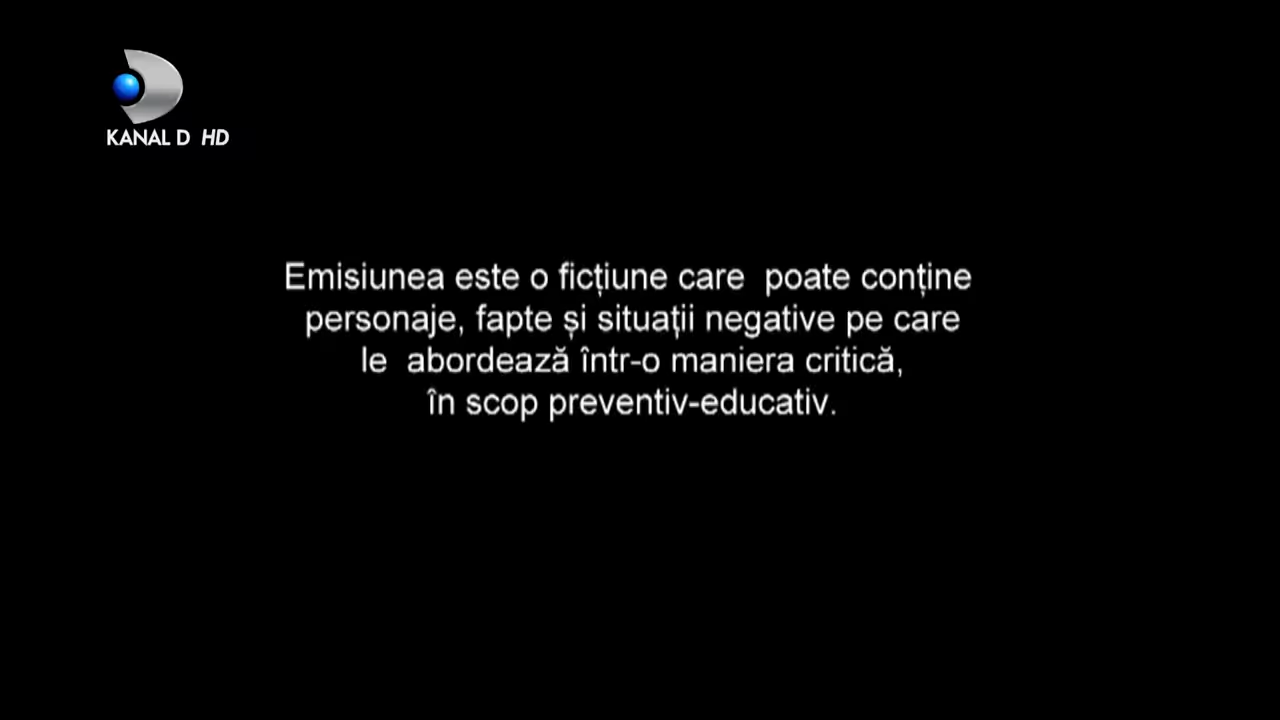 KANAL D HD
Emisiunea este o ficțiune care poate conține
personaje, fapte și situații negative pe care
le abordează într-o maniera critică,
în scop preventiv-educativ.